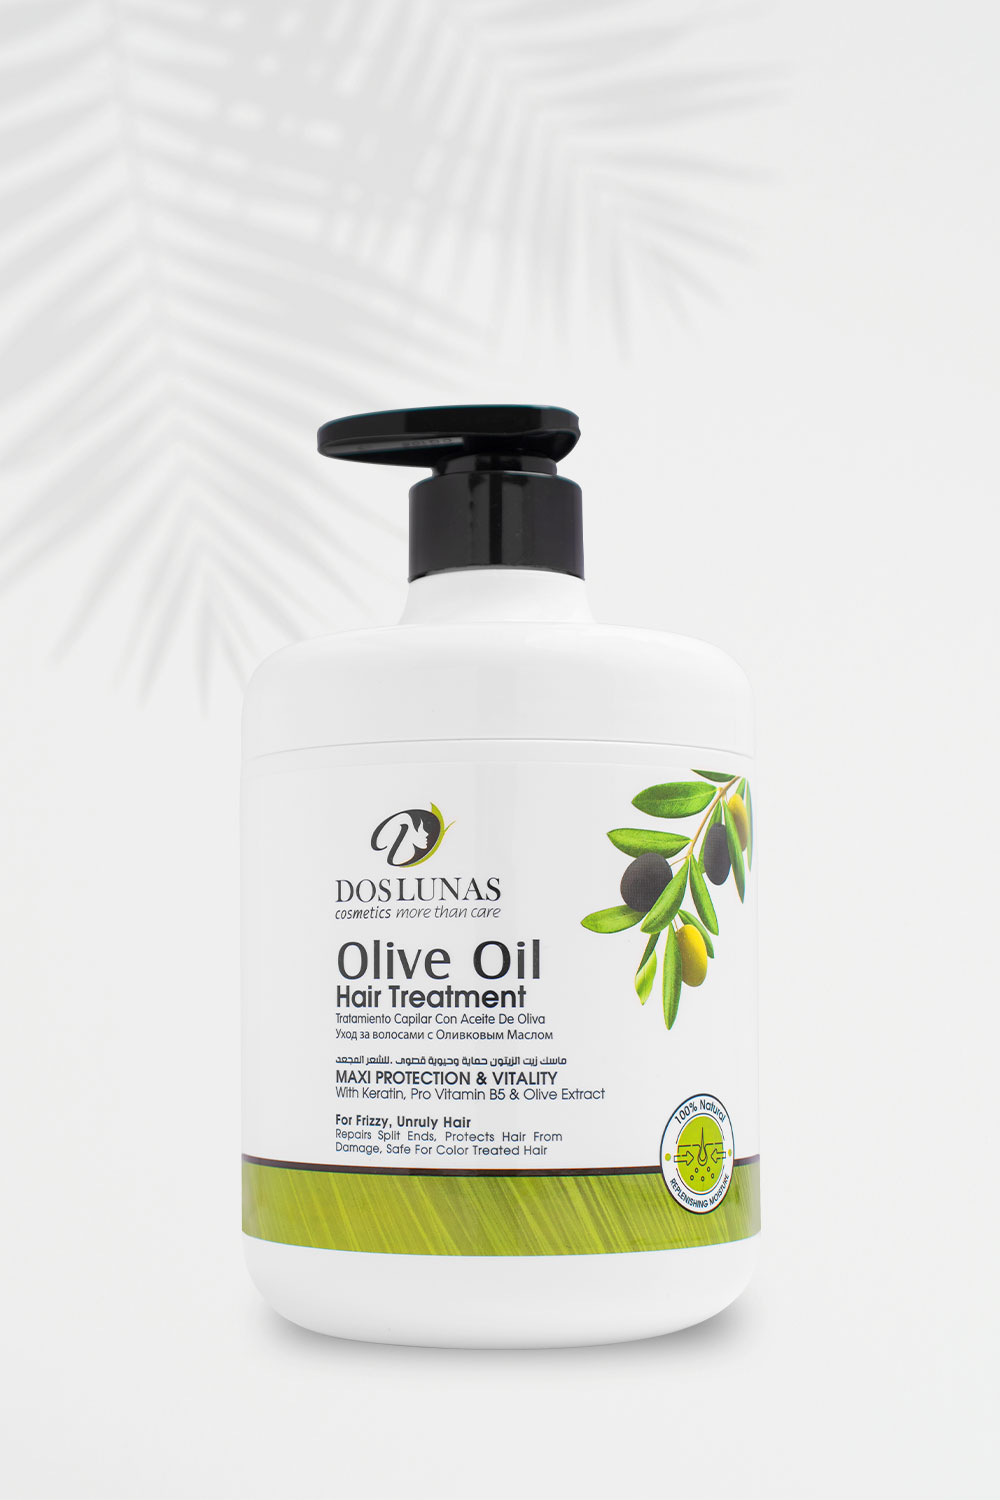 DOSLUNAS
cosmetics more than care
Olive Oil
Hair Treatment
Tratamiento Capilar Con Aceite De Oliva
Уход за волосами с Оливковым Маслом
ماسك زيت الزيتون حماية وحيوية قصوى .للشعر المجعد
MAXI PROTECTION & VITALITY
With Keratin, Pro Vitamin B5 & Olive Extract
For Frizzy, Unruly Hair
Repairs Split Ends, Protects Hair From
Damage, Safe For Color Treated Hair
100% Natural
REPLENISHING MOISTURE